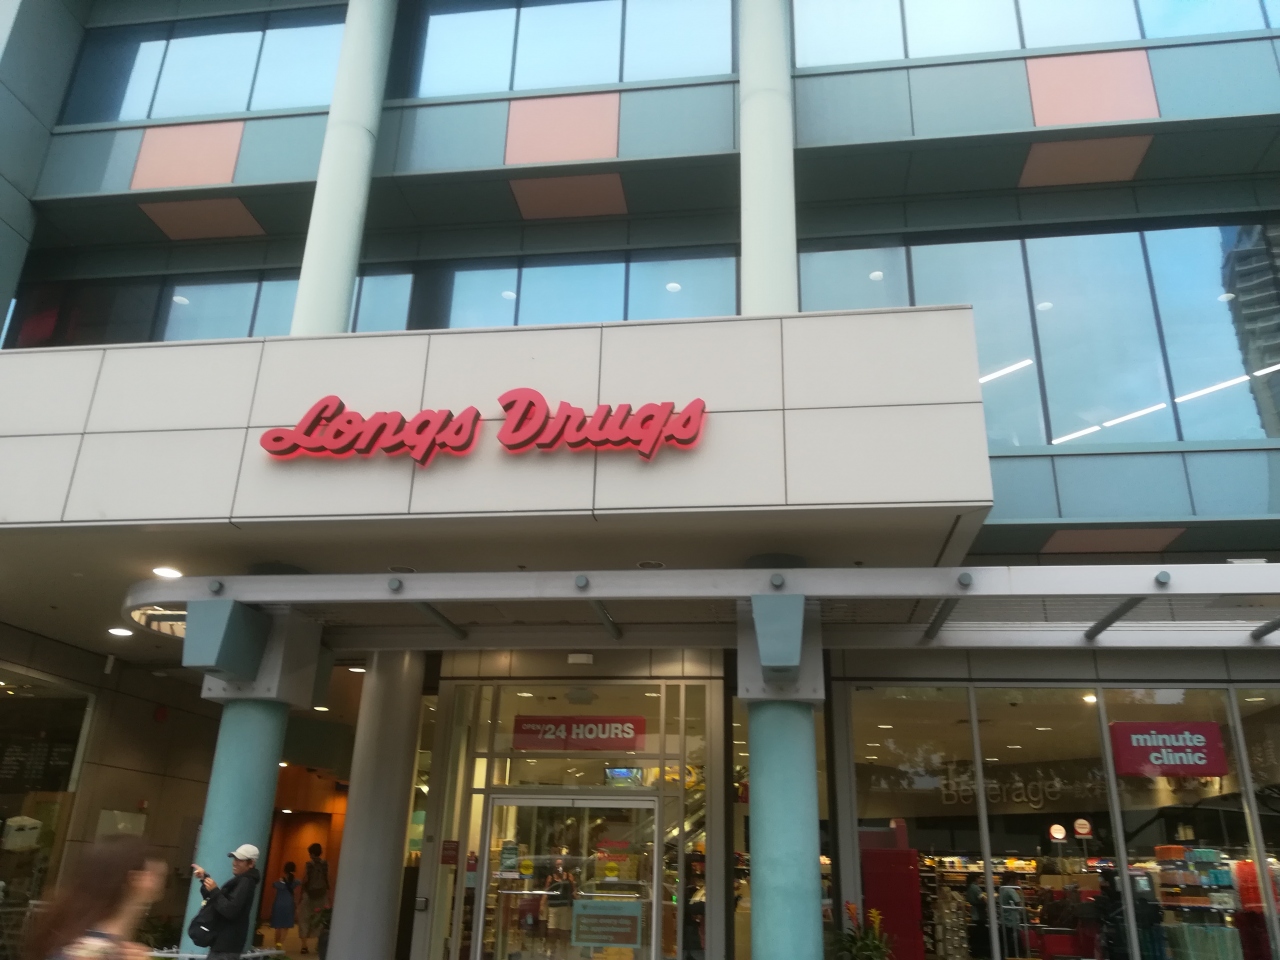 Longs Drugs
OPEN/24 HOURS
minute
clinic
Beverage